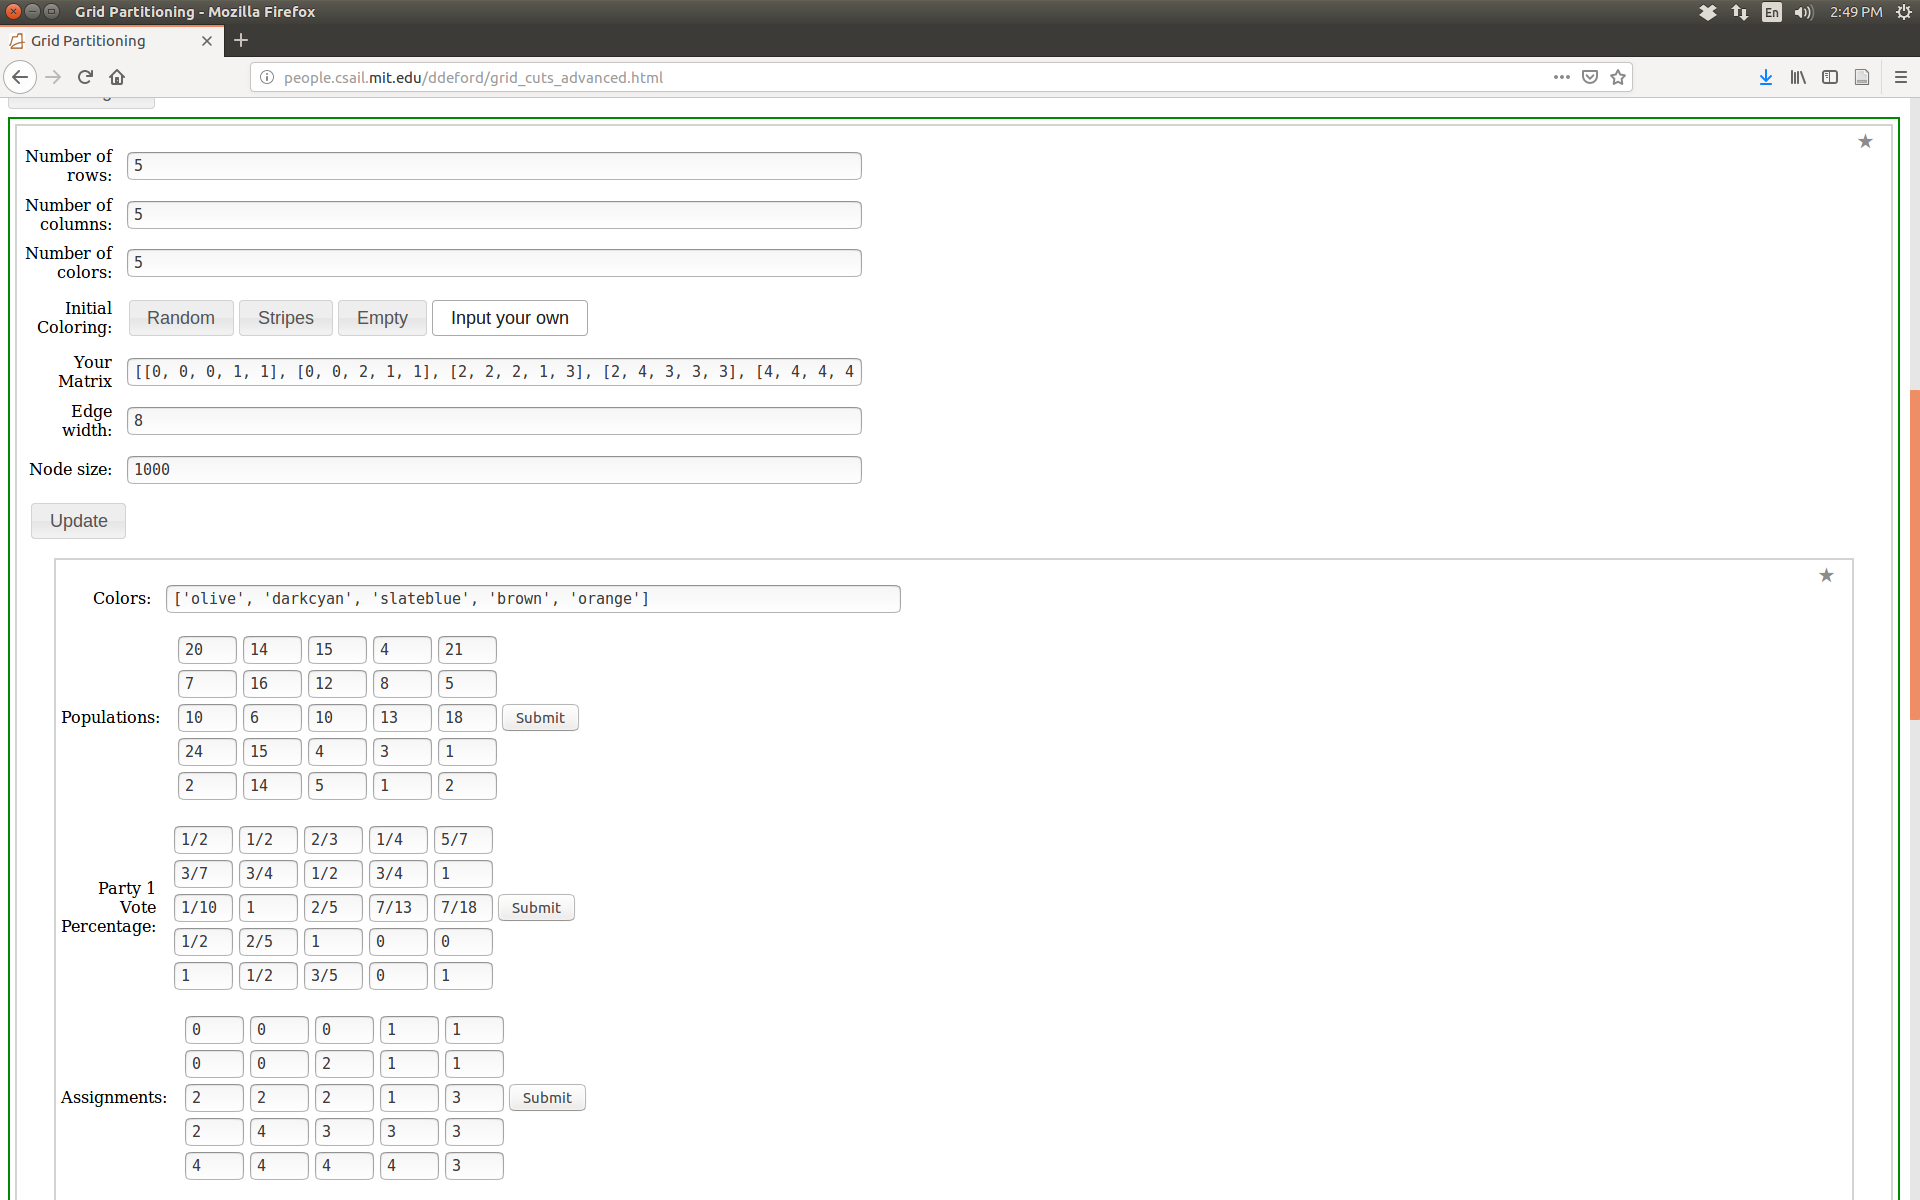 Grid Partitioning - Mozilla Firefox
En
2:49 PM
Grid Partitioning
people.csail.mit.edu/ddeford/grid_cuts_advanced.html
Number of rows: 5
Number of columns: 5
Number of colors: 5
Initial Coloring: Random Stripes Empty Input your own
Your Matrix [[0, 0, 0, 1, 1], [0, 0, 2, 1, 1], [2, 2, 2, 1, 3], [2, 4, 3, 3, 3], [4, 4, 4, 4
Edge width: 8
Node size: 1000
Update
Colors: ['olive', 'darkcyan', 'slateblue', 'brown', 'orange']
20 14 15 4 21
7 16 12 8 5
Populations: 10 6 10 13 18 Submit
24 15 4 3 1
2 14 5 1 2
1/2 1/2 2/3 1/4 5/7
3/7 3/4 1/2 3/4 1
Party 1 Vote Percentage: 1/10 1 2/5 7/13 7/18 Submit
1/2 2/5 1 0 0
1 1/2 3/5 0 1
0 0 0 1 1
0 0 2 1 1
Assignments: 2 2 2 1 3 Submit
2 4 3 3 3
4 4 4 4 3